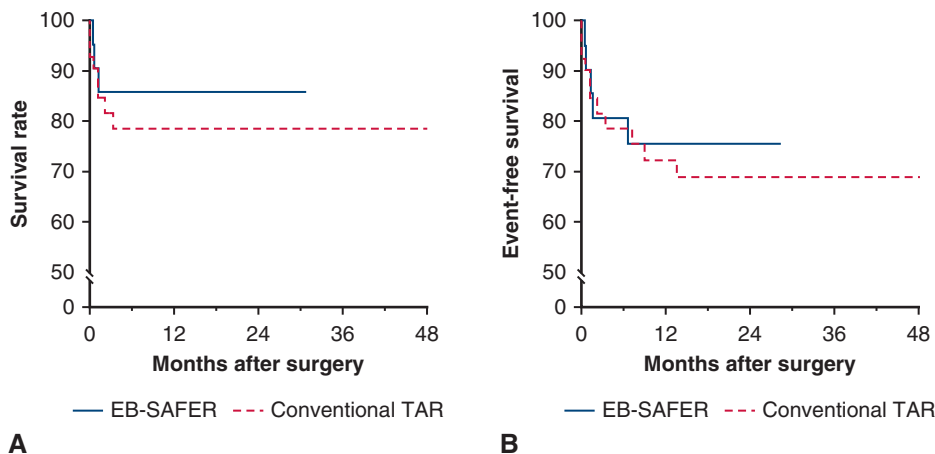 100
90
80
70
60
50
0
Survival rate
0 12 24 36 48
Months after surgery
EB-SAFER Conventional TAR
A
100
90
80
70
60
50
0
Event-free survival
0 12 24 36 48
Months after surgery
EB-SAFER Conventional TAR
B